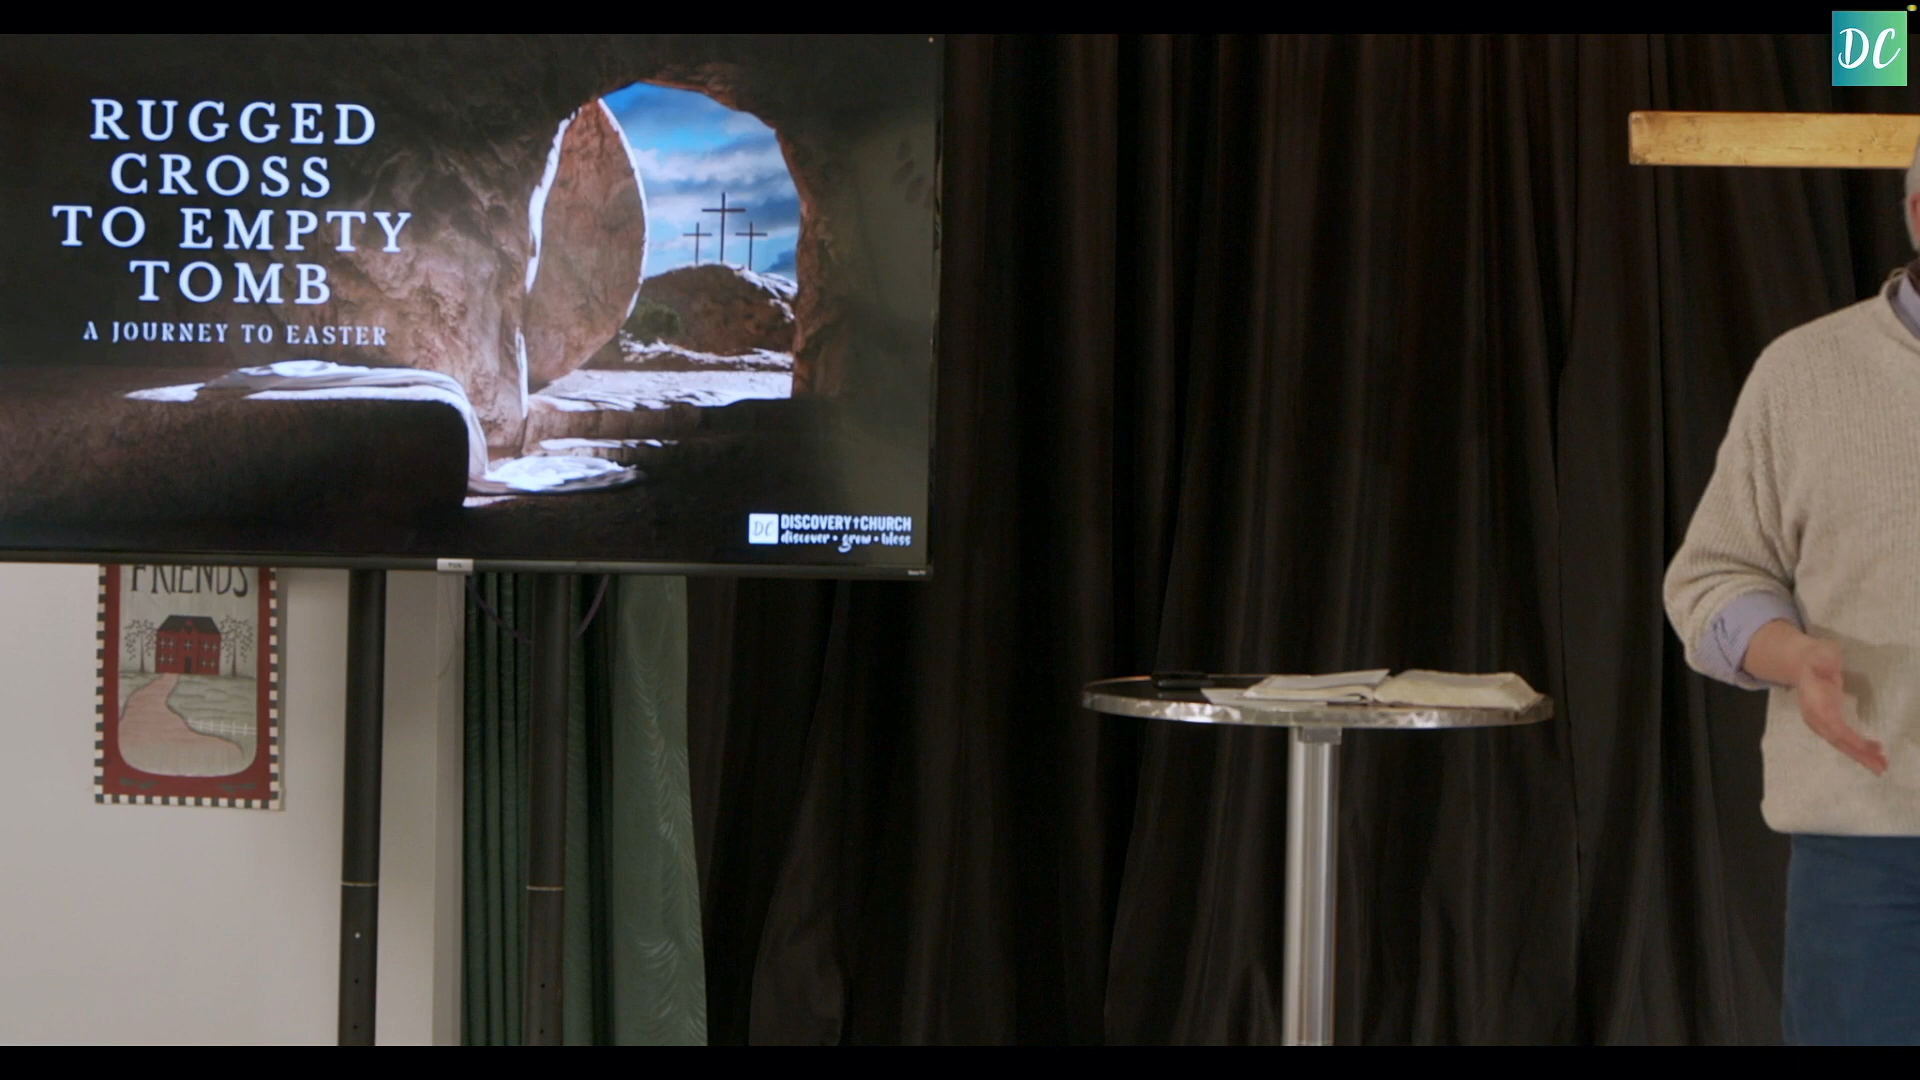 DC
RUGGED
CROSS
TO EMPTY
TOMB
A JOURNEY TO EASTER
DC DISCOVERY CHURCH
discover • grow • bless
FRIENDS